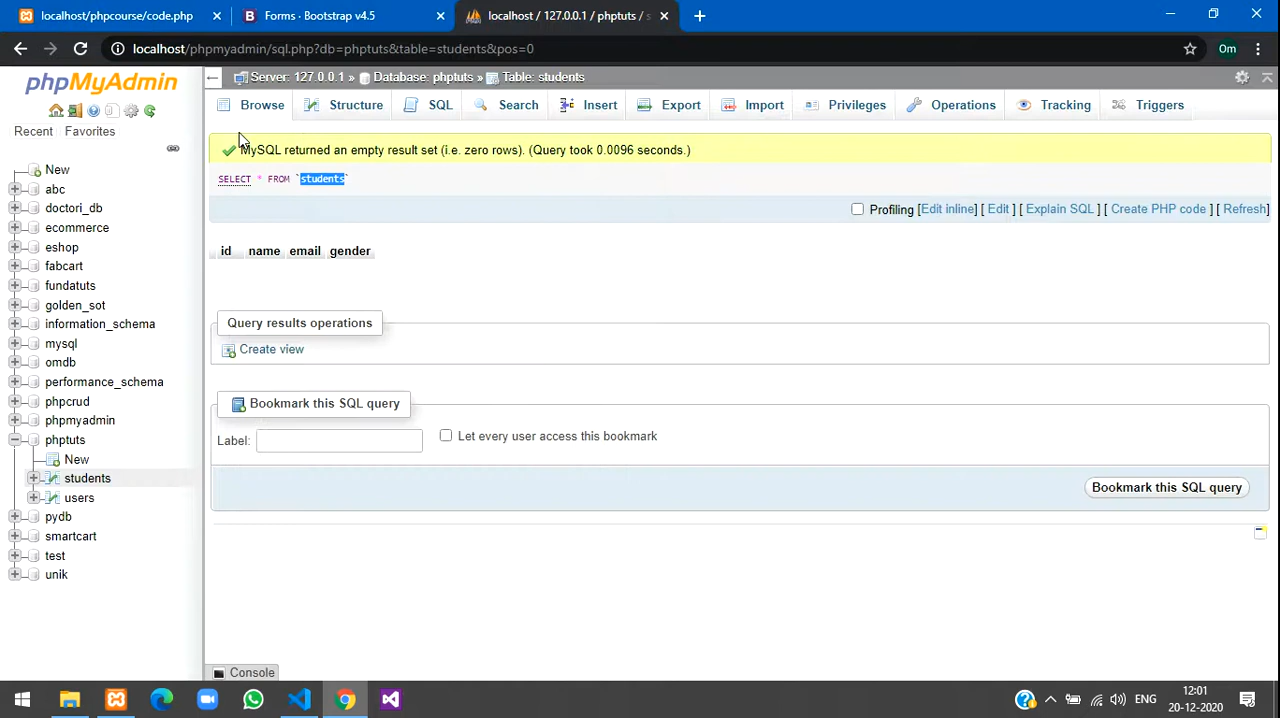 localhost/phpcourse/code.php
Forms · Bootstrap v4.5
localhost / 127.0.0.1 / phptuts / s
localhost/phpmyadmin/sql.php?db=phptuts&table=students&pos=0
Om
phpMyAdmin
Server: 127.0.0.1 » Database: phptuts » Table: students
Browse Structure SQL Search Insert Export Import Privileges Operations Tracking Triggers
Recent Favorites
MySQL returned an empty result set (i.e. zero rows). (Query took 0.0096 seconds.)
SELECT * FROM `students`
Profiling [Edit inline] [ Edit ] [ Explain SQL ] [ Create PHP code ] [ Refresh]
id name email gender
Query results operations
Create view
Bookmark this SQL query
Label:
Let every user access this bookmark
Bookmark this SQL query
New
abc
doctori_db
ecommerce
eshop
fabcart
fundatuts
golden_sot
information_schema
mysql
omdb
performance_schema
phpcrud
phpmyadmin
phptuts
New
students
users
pydb
smartcart
test
unik
Console
ENG
12:01
20-12-2020